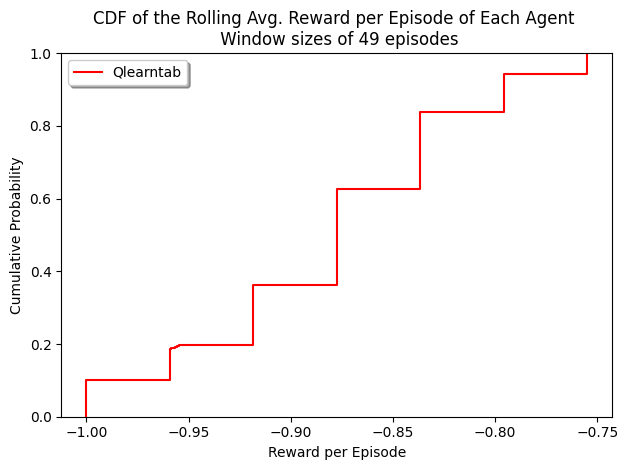 CDF of the Rolling Avg. Reward per Episode of Each Agent
Window sizes of 49 episodes
Qlearntab
Cumulative Probability
1.0
0.8
0.6
0.4
0.2
0.0
−1.00 −0.95 −0.90 −0.85 −0.80 −0.75
Reward per Episode